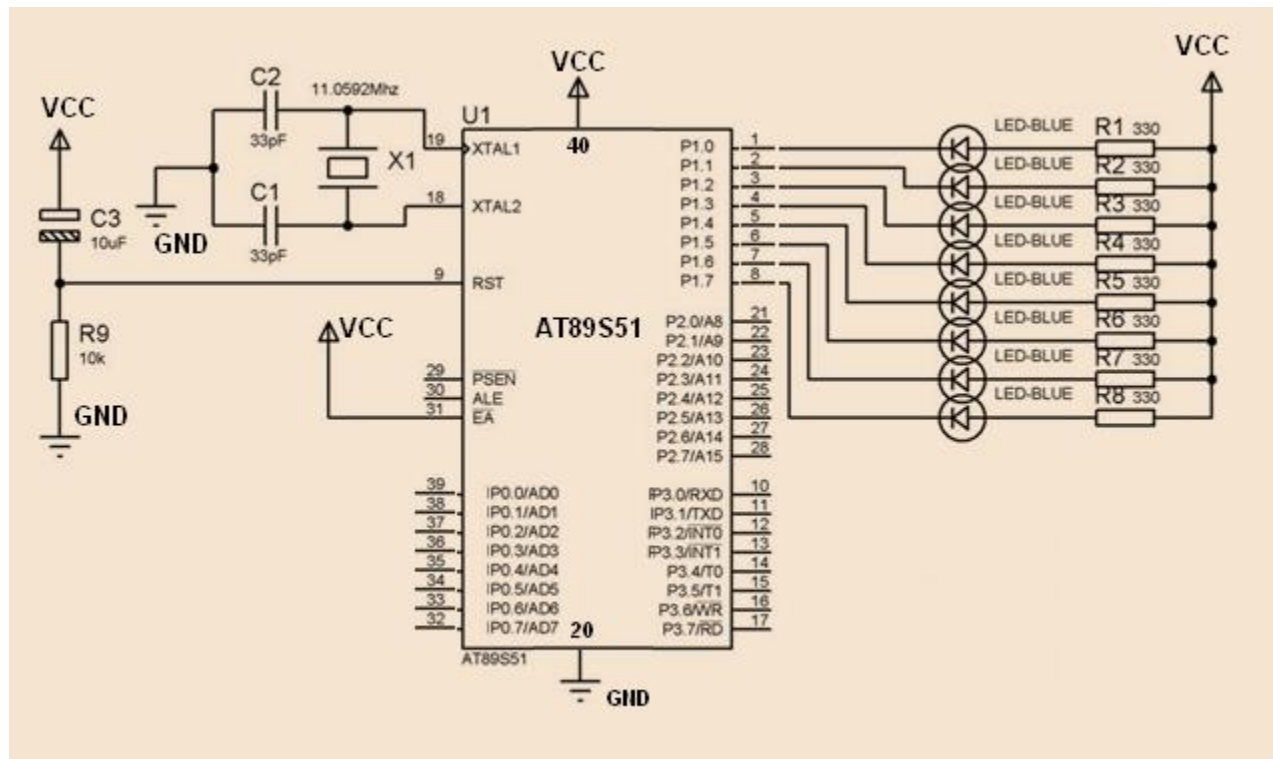 VCC
C3
10uF
R9
10k
GND
C2
33pF
11.0592Mhz
X1
C1
33pF
GND
VCC
U1
VCC
40
19 XTAL1
18 XTAL2
9 RST
VCC
29 PSEN
30 ALE
31 EA
AT89S51
39 IP0.0/AD0
38 IP0.1/AD1
37 IP0.2/AD2
36 IP0.3/AD3
35 IP0.4/AD4
34 IP0.5/AD5
33 IP0.6/AD6
32 IP0.7/AD7
20
AT89S51
GND
P1.0 1
P1.1 2
P1.2 3
P1.3 4
P1.4 5
P1.5 6
P1.6 7
P1.7 8
P2.0/A8 21
P2.1/A9 22
P2.2/A10 23
P2.3/A11 24
P2.4/A12 25
P2.5/A13 26
P2.6/A14 27
P2.7/A15 28
IP3.0/RXD 10
IP3.1/TXD 11
IP3.2/INT0 12
IP3.3/INT1 13
P3.4/T0 14
P3.5/T1 15
P3.6/WR 16
P3.7/RD 17
VCC
LED-BLUE R1 330
LED-BLUE R2 330
LED-BLUE R3 330
LED-BLUE R4 330
LED-BLUE R5 330
LED-BLUE R6 330
LED-BLUE R7 330
LED-BLUE R8 330